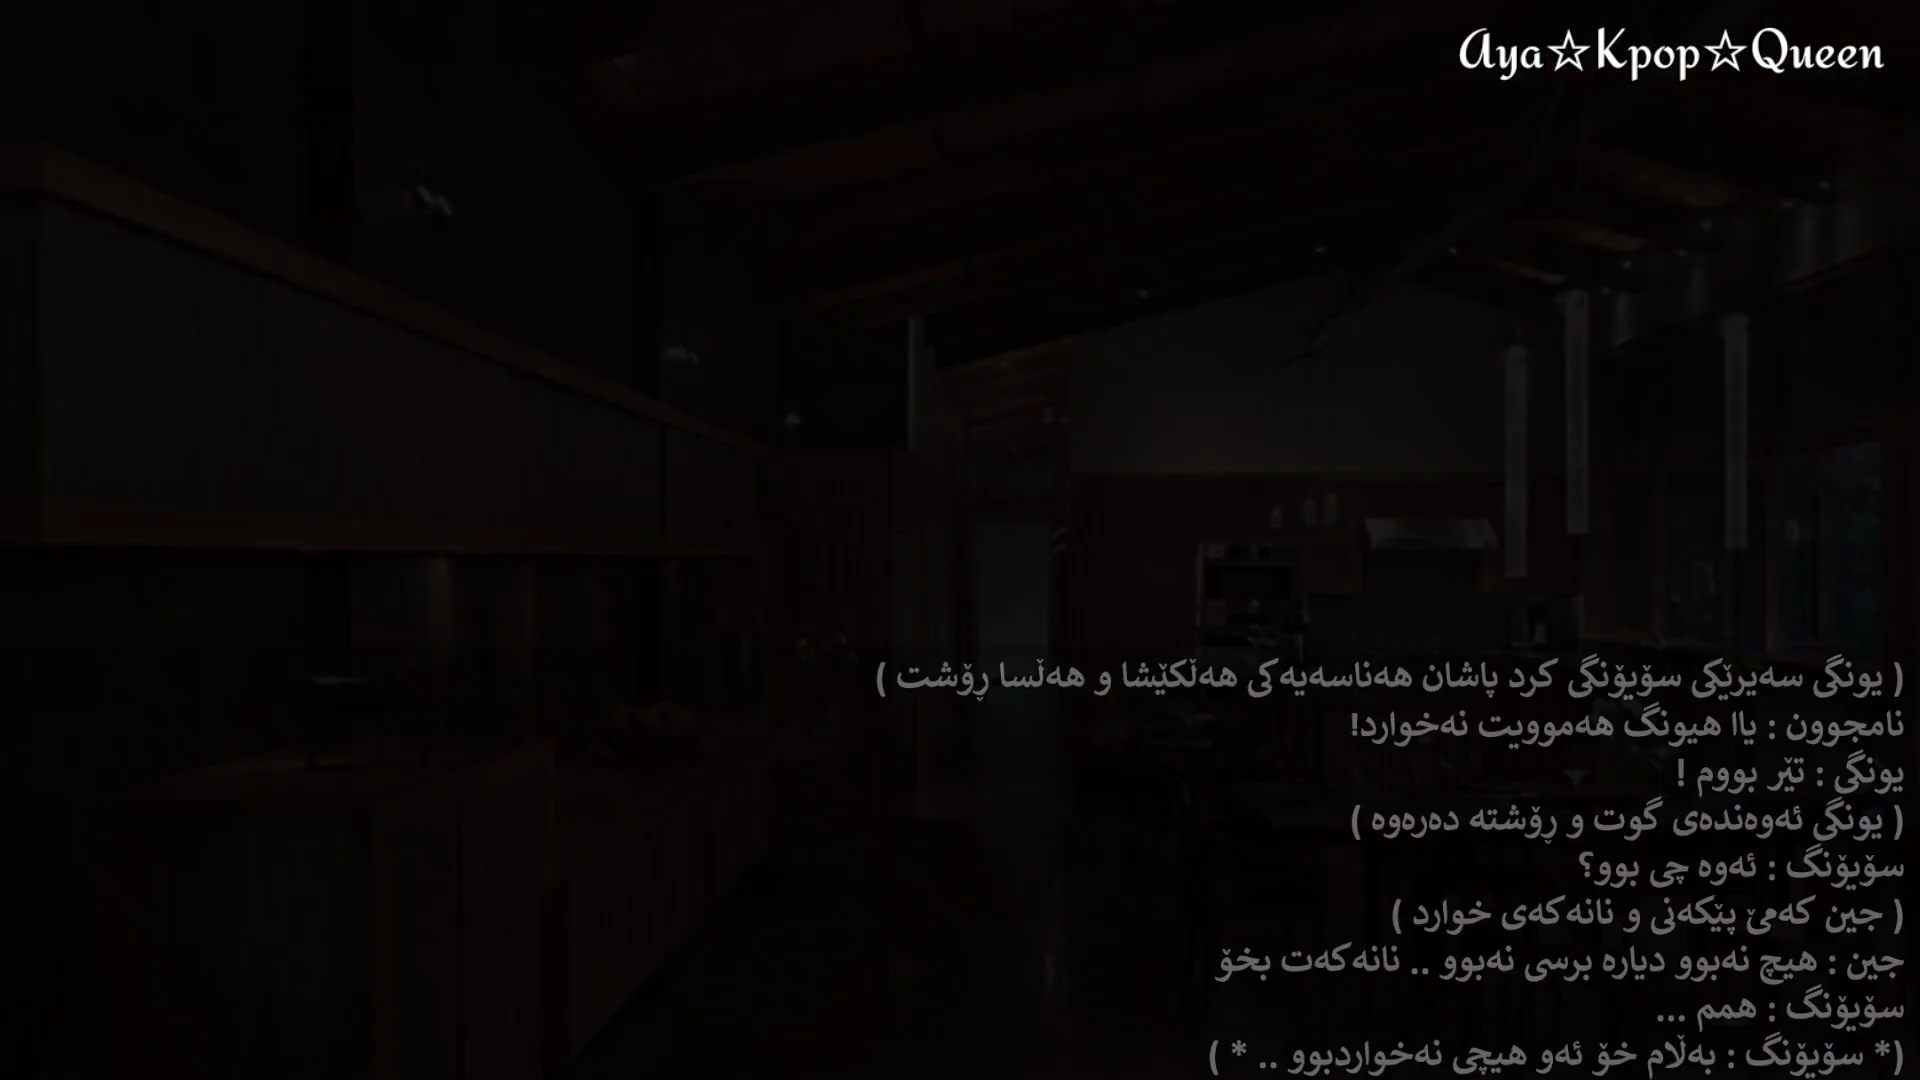 Aya☆Kpop☆Queen
( یونگی سەیرێکی سۆیۆنگی کرد پاشان هەناسەیەکی هەڵکێشا و هەڵسا ڕۆشت )
نامجوون : یاا هیونگ هەموویت نەخوارد!
یونگی : تێر بووم !
( یونگی ئەوەندەی گوت و ڕۆشتە دەرەوە )
سۆیۆنگ : ئەوە چی بوو؟
( جین کەمێ پێکەنی و نانەکەی خوارد )
جین : هیچ نەبوو دیارە برسی نەبوو .. نانەکەت بخۆ
سۆیۆنگ : هممم ...
(* سۆیۆنگ : بەڵام خۆ ئەو هیچی نەخواردبوو .. * )